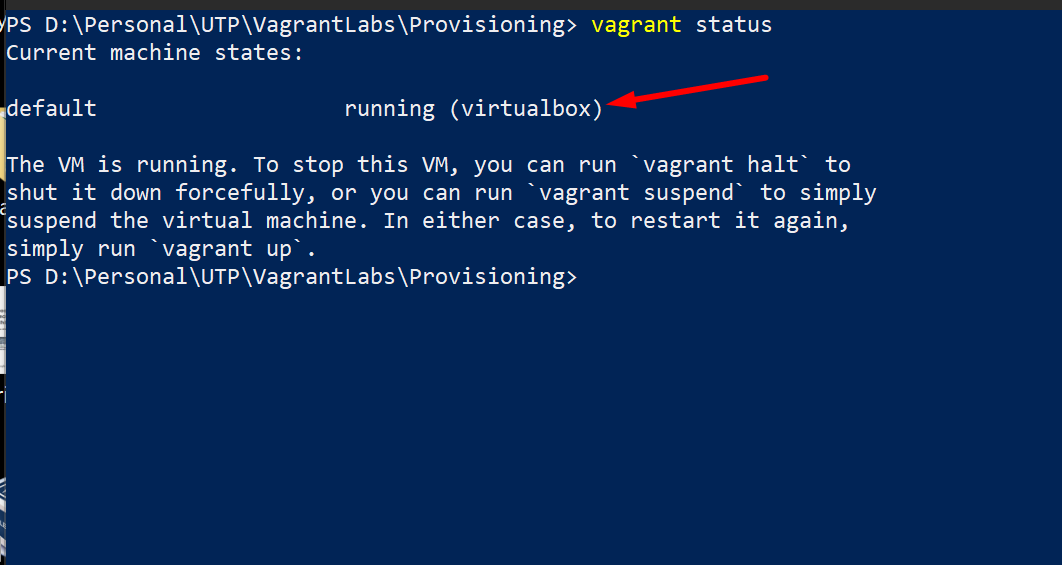 PS D:\Personal\UTP\VagrantLabs\Provisioning> vagrant status
Current machine states:
default                   running (virtualbox)
The VM is running. To stop this VM, you can run `vagrant halt` to
shut it down forcefully, or you can run `vagrant suspend` to simply
suspend the virtual machine. In either case, to restart it again,
simply run `vagrant up`.
PS D:\Personal\UTP\VagrantLabs\Provisioning>